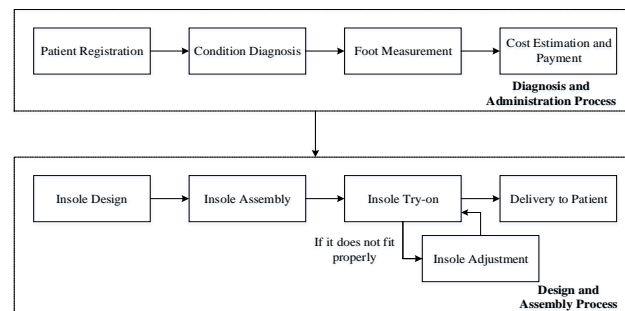 Patient Registration
Condition Diagnosis
Foot Measurement
Cost Estimation and
Payment
Diagnosis and
Administration Process
Insole Design
Insole Assembly
Insole Try-on
Delivery to Patient
If it does not fit
properly
Insole Adjustment
Design and
Assembly Process